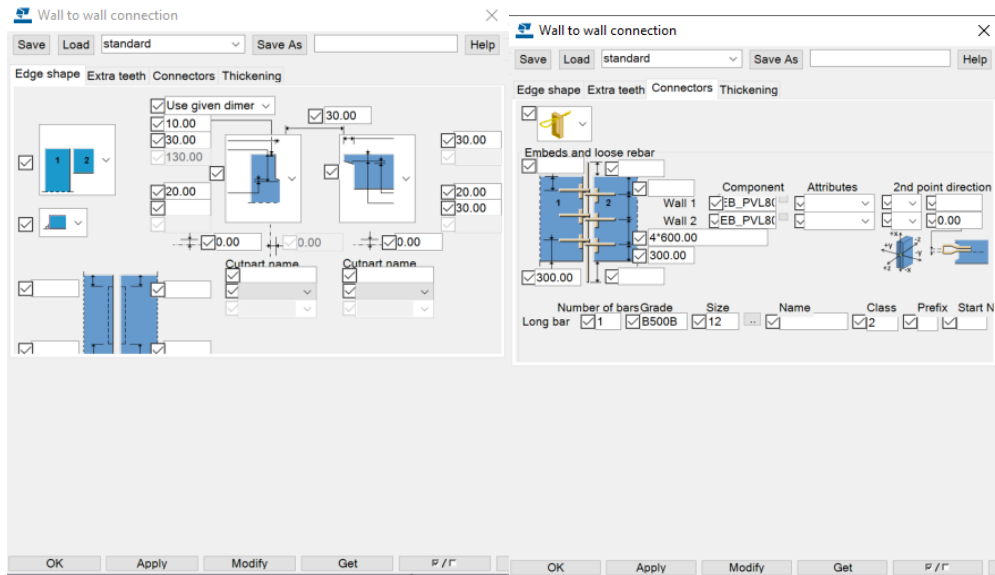 Wall to wall connection
Save Load standard Save As Help
Edge shape Extra teeth Connectors Thickening
Use given dimer
10.00
30.00
30.00
30.00
130.00
1 2
20.00
20.00
30.00
0.00 0.00 0.00
Cutpart name Cutpart name
OK Apply Modify Get
Wall to wall connection
Save Load standard Save As Help
Edge shape Extra teeth Connectors Thickening
Embeds and loose rebar
Component Attributes 2nd point direction
1 2
Wall 1 EB_PVL80
Wall 2 EB_PVL80 0.00
4*600.00
300.00
300.00
+x +y -y +z -x
Number of bars Grade Size Name Class Prefix Start N
Long bar 1 B500B 12 .. 2
OK Apply Modify Get